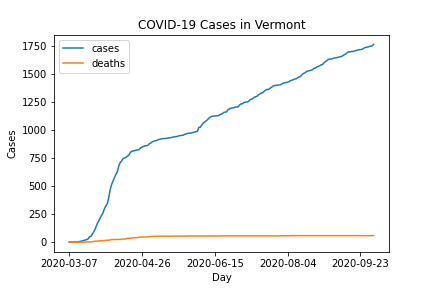 COVID-19 Cases in Vermont
cases
deaths
1750
1500
1250
1000
750
500
250
0
Cases
2020-03-07 2020-04-26 2020-06-15 2020-08-04 2020-09-23
Day